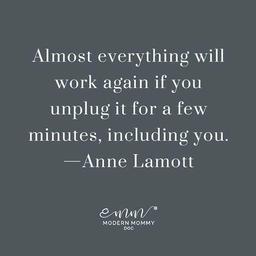 Almost everything will
work again if you
unplug it for a few
minutes, including you.
—Anne Lamott
emm®
MODERN MOMMY
DOC